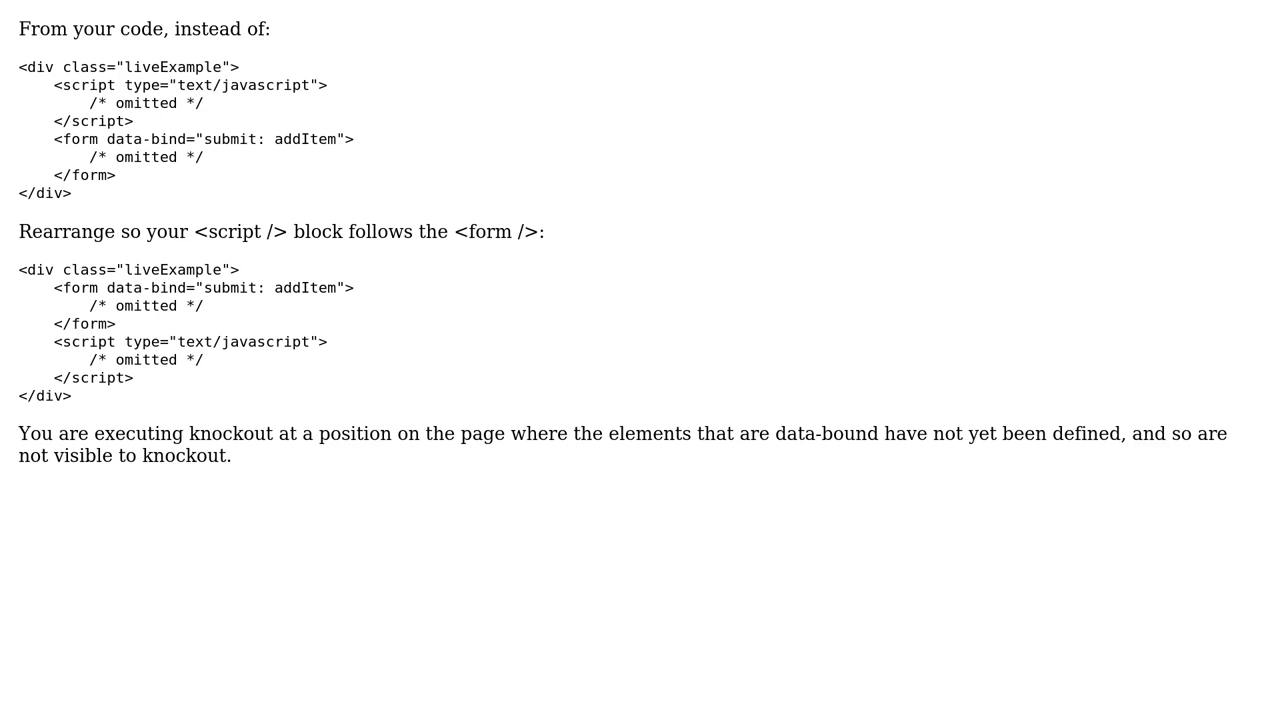 From your code, instead of:
<div class="liveExample">
    <script type="text/javascript">
        /* omitted */
    </script>
    <form data-bind="submit: addItem">
        /* omitted */
    </form>
</div>
Rearrange so your <script /> block follows the <form />:
<div class="liveExample">
    <form data-bind="submit: addItem">
        /* omitted */
    </form>
    <script type="text/javascript">
        /* omitted */
    </script>
</div>
You are executing knockout at a position on the page where the elements that are data-bound have not yet been defined, and so are
not visible to knockout.